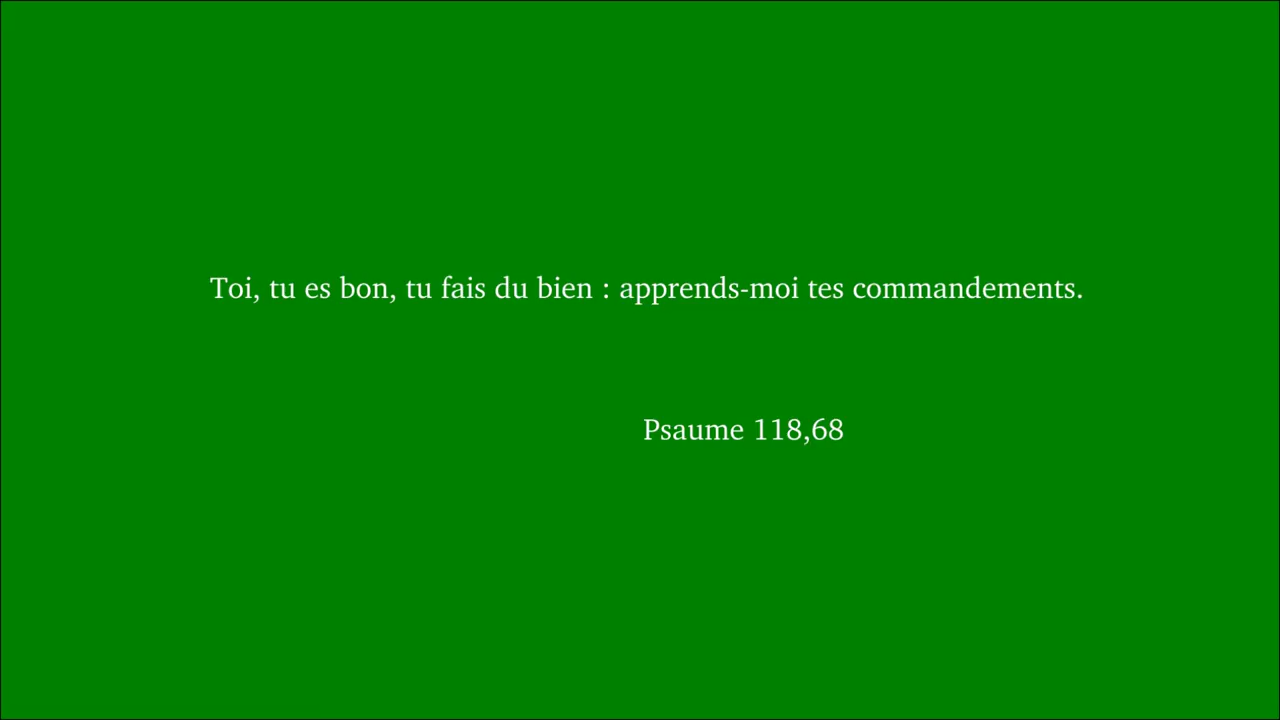 Toi, tu es bon, tu fais du bien : apprends-moi tes commandements.
Psaume 118,68